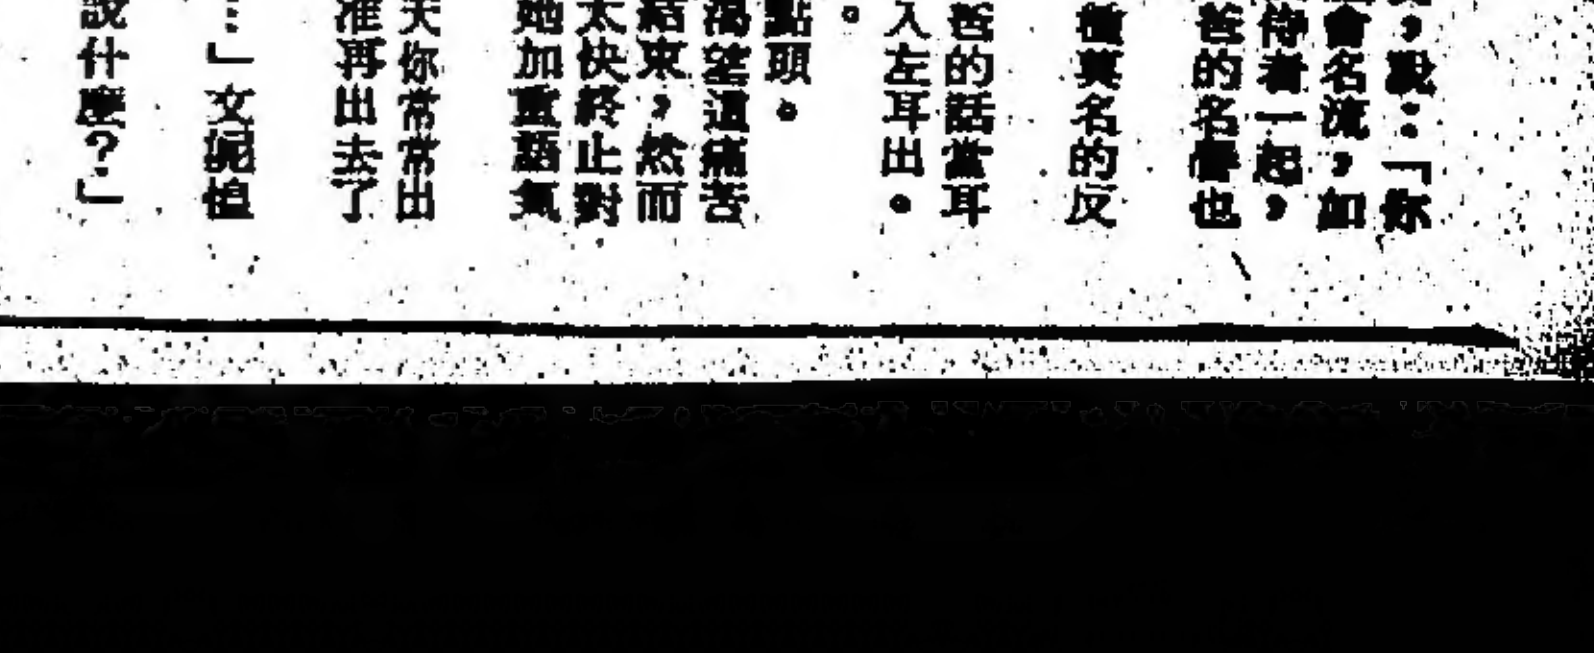 ，說：「你
會名流，如
侍者一起，
爸的名譽也
種莫名的反
爸的話當耳
入左耳出。
。
點頭。
渴望這痛苦
結束，然而
太快終止對
她加重語氣
天你常常出
准再出去了
…」文妮愴
說什麼？」